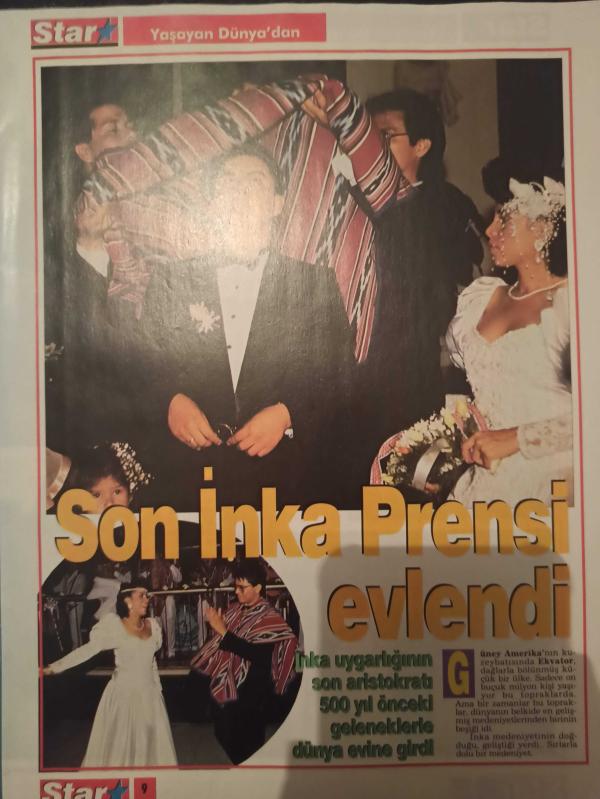 Star
Yaşayan Dünya'dan
Son İnka Prensi
evlendi
İnka uygarlığının
son aristokratı
500 yıl önceki
geleneklerle
dünya evine girdi
Güney Amerika'nın ku-
zeybatısında Ekvator,
dağlarla bölünmüş kü-
çük bir ülke. Sadece on
buçuk milyon kişi yaşı-
yor bu topraklarda.
Ama bir zamanlar bu toprak-
lar, dünyanın belkide en geliş-
miş medeniyetlerinden birinin
beşiği idi.
İnka medeniyetinin doğ-
duğu, geliştiği yerdi. Sırlarla
dolu bir medeniyet.
Star
9